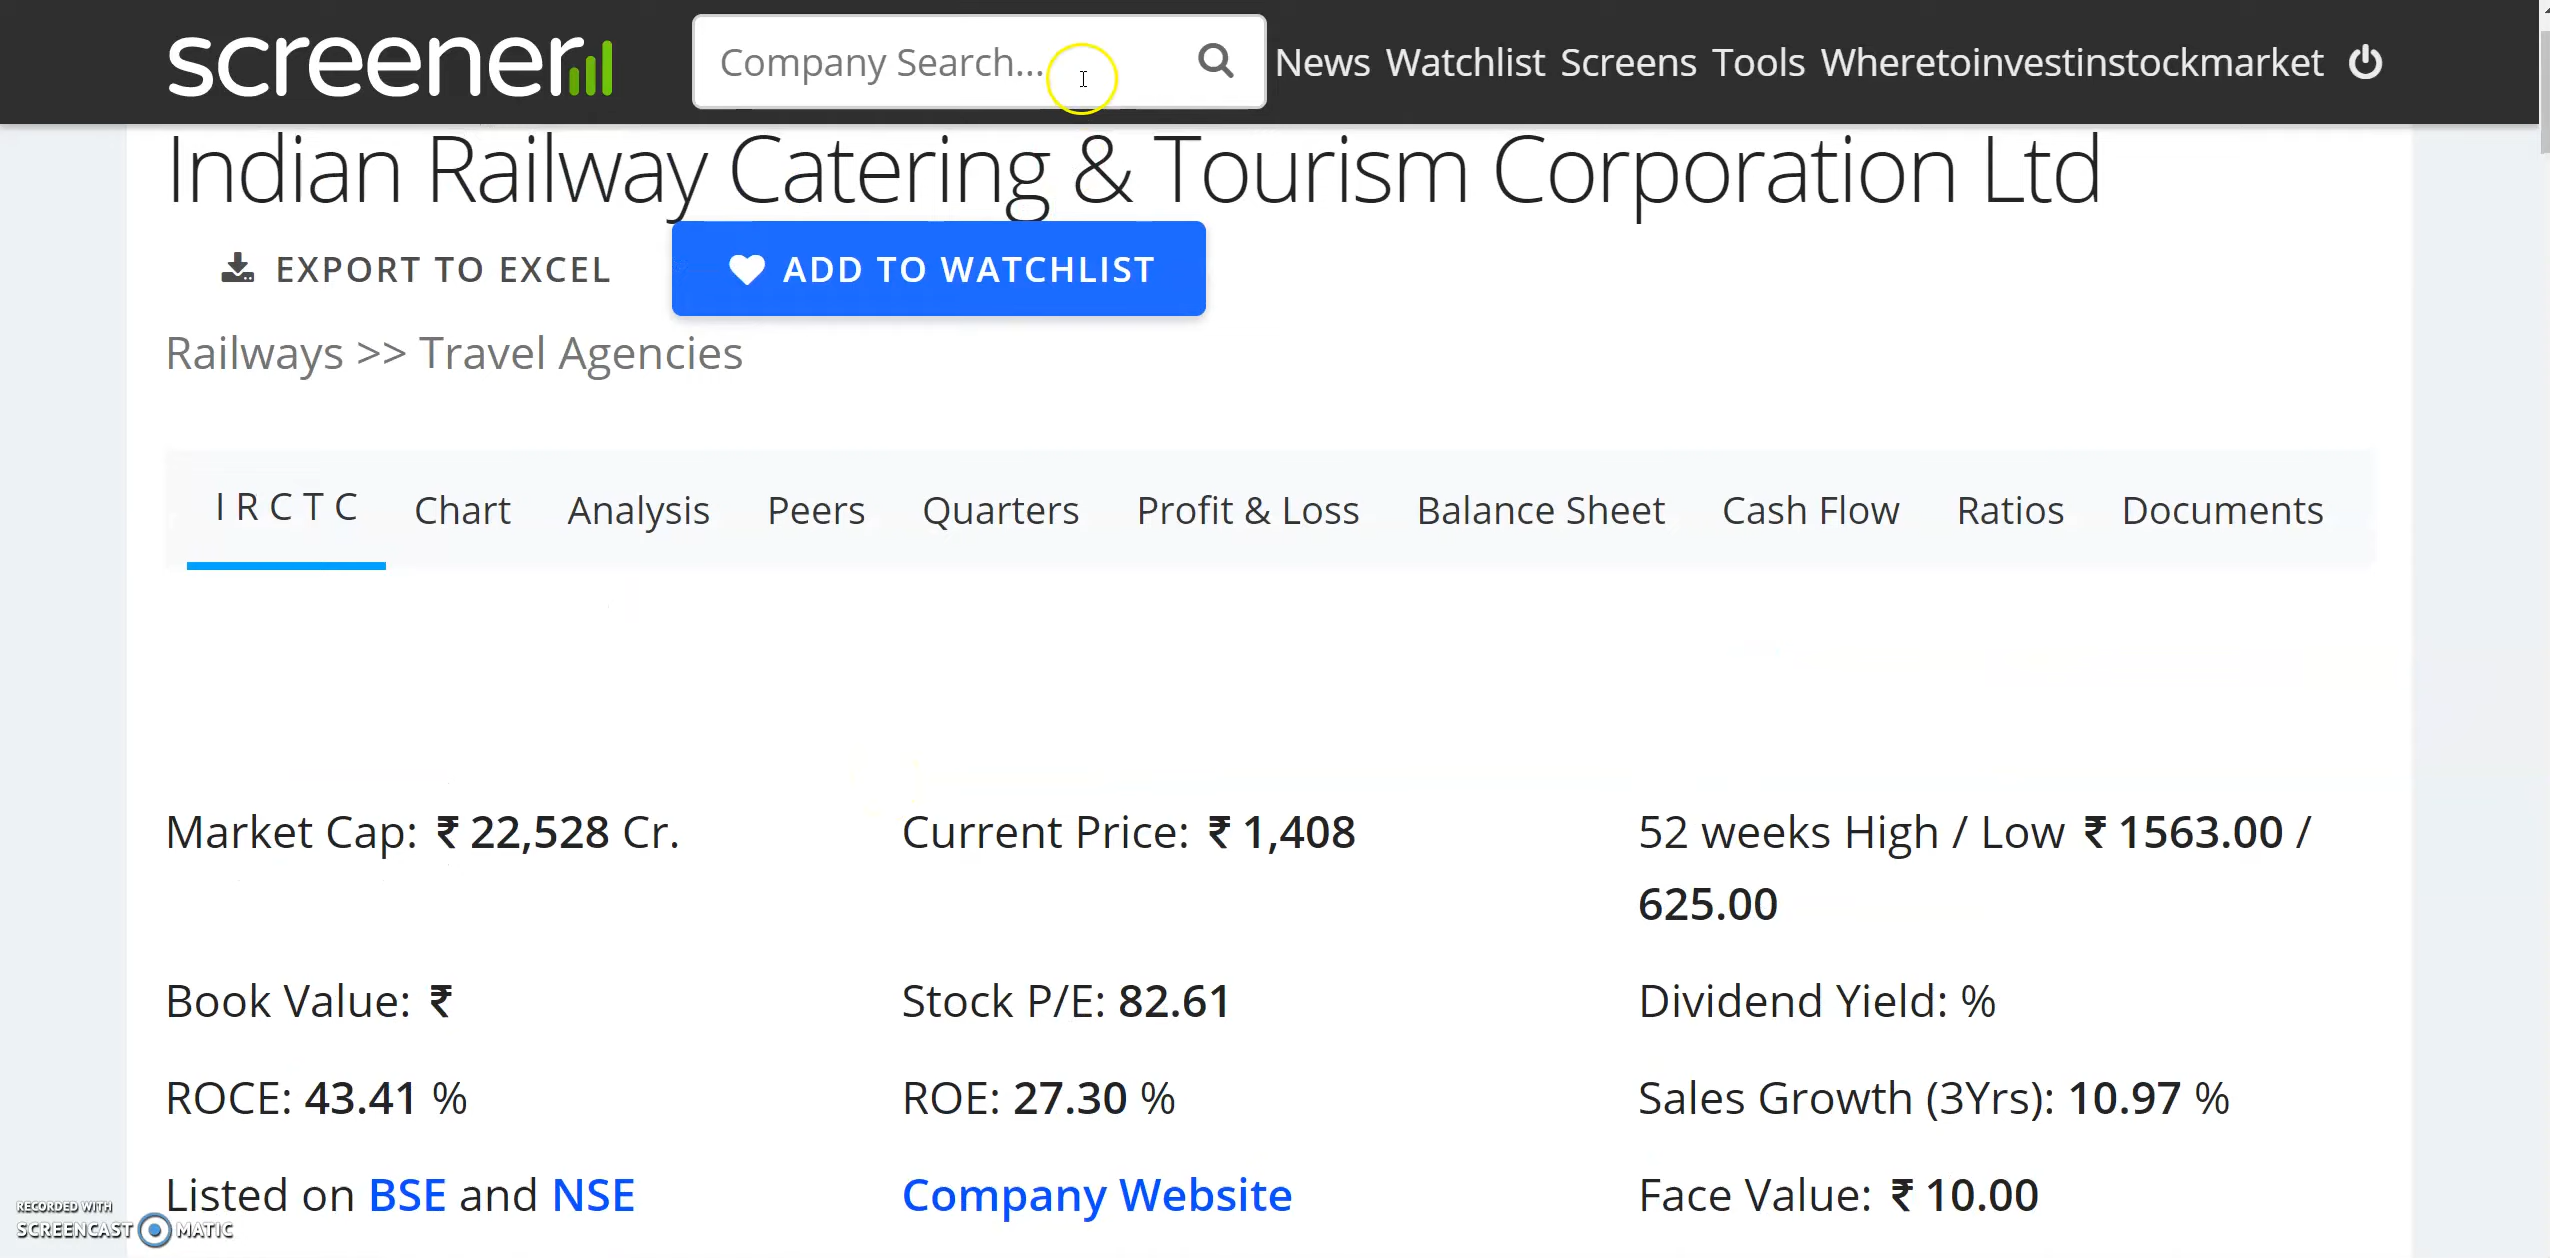 screener Company Search... News Watchlist Screens Tools Wheretoinvestinstockmarket
Indian Railway Catering & Tourism Corporation Ltd
EXPORT TO EXCEL ADD TO WATCHLIST
Railways >> Travel Agencies
I R C T C Chart Analysis Peers Quarters Profit & Loss Balance Sheet Cash Flow Ratios Documents
Market Cap: ₹ 22,528 Cr. Current Price: ₹ 1,408 52 weeks High / Low ₹ 1563.00 /
625.00
Book Value: ₹ Stock P/E: 82.61 Dividend Yield: %
ROCE: 43.41 % ROE: 27.30 % Sales Growth (3Yrs): 10.97 %
Listed on BSE and NSE Company Website Face Value: ₹ 10.00
RECORDED WITH
SCREENCAST MATIC